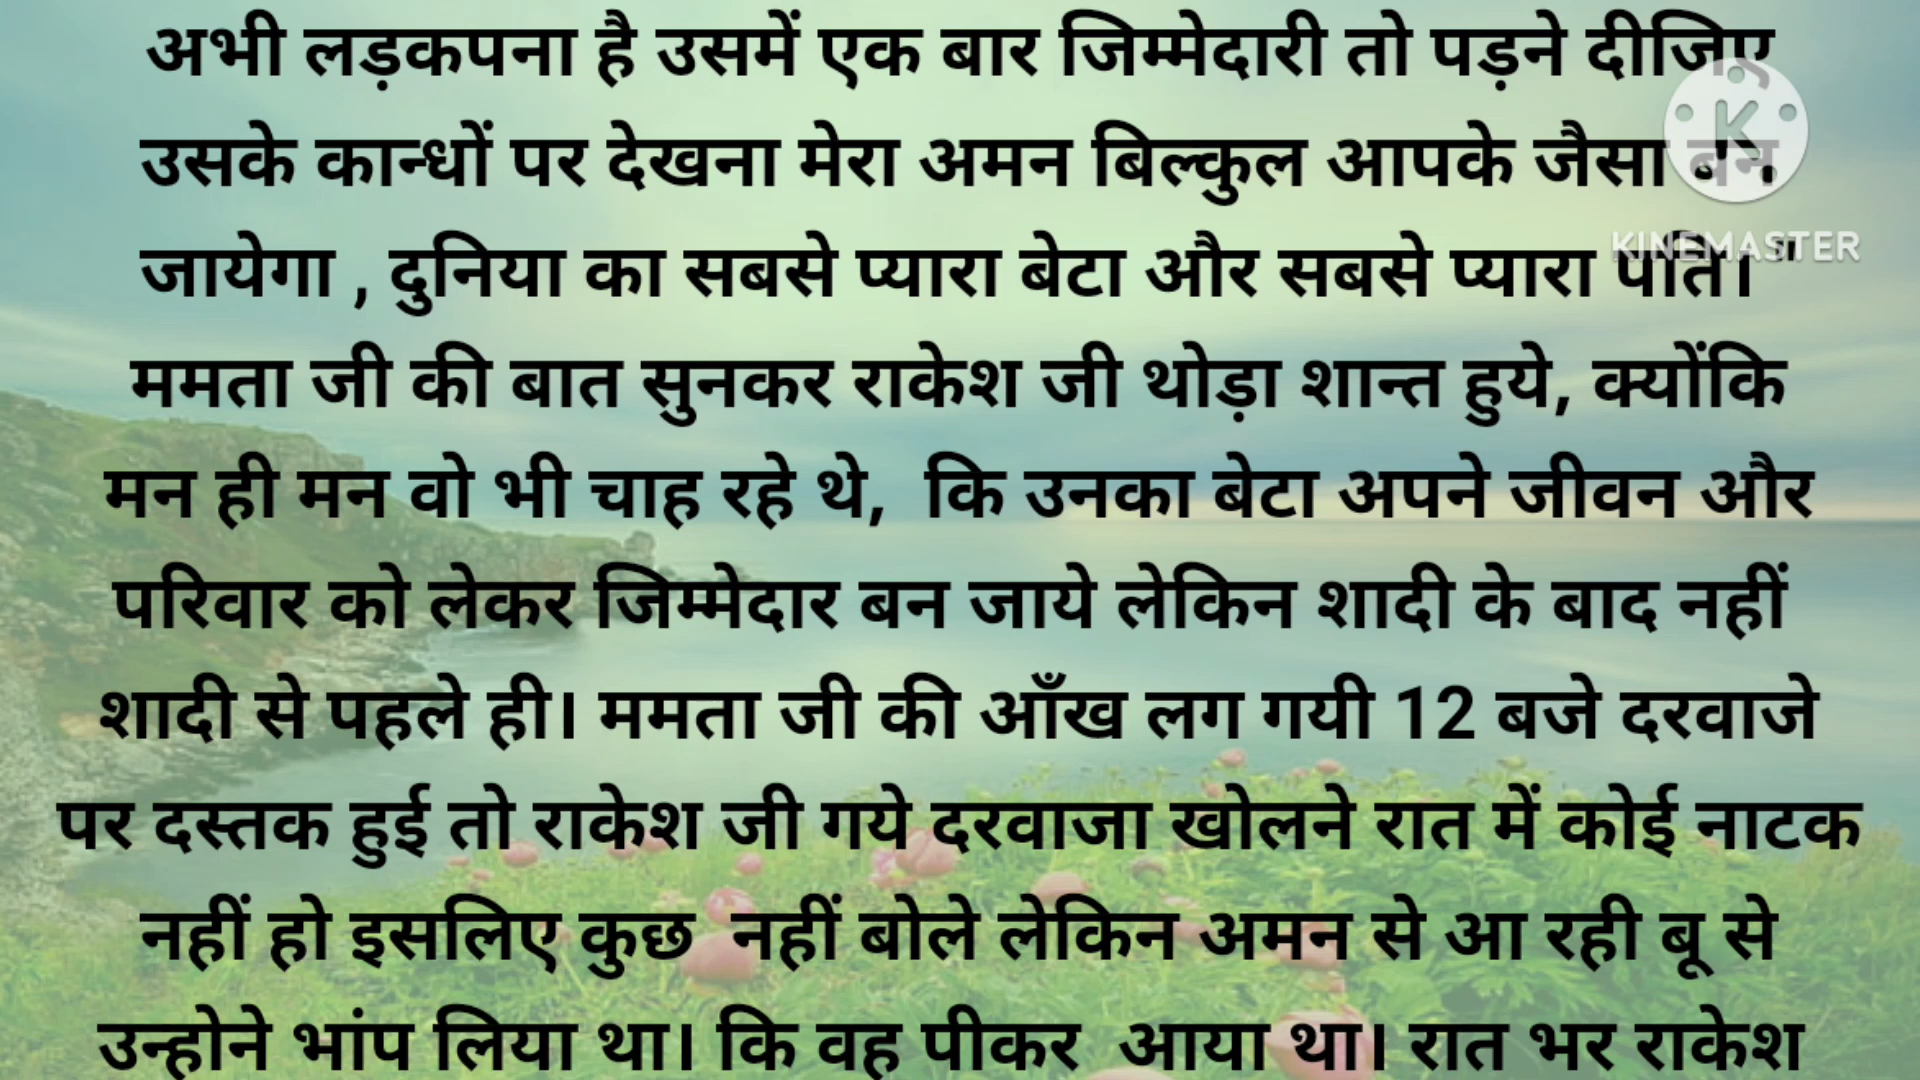 अभी लड़कपना है उसमें एक बार जिम्मेदारी तो पड़ने दीजिए
उसके कान्धों पर देखना मेरा अमन बिल्कुल आपके जैसा बन
जायेगा , दुनिया का सबसे प्यारा बेटा और सबसे प्यारा पति। "
ममता जी की बात सुनकर राकेश जी थोड़ा शान्त हुये, क्योंकि
मन ही मन वो भी चाह रहे थे,  कि उनका बेटा अपने जीवन और
परिवार को लेकर जिम्मेदार बन जाये लेकिन शादी के बाद नहीं
शादी से पहले ही। ममता जी की आँख लग गयी 12 बजे दरवाजे
पर दस्तक हुई तो राकेश जी गये दरवाजा खोलने रात में कोई नाटक
नहीं हो इसलिए कुछ  नहीं बोले लेकिन अमन से आ रही बू से
उन्होने भांप लिया था। कि वह पीकर  आया था। रात भर राकेश
K
KINEMASTER